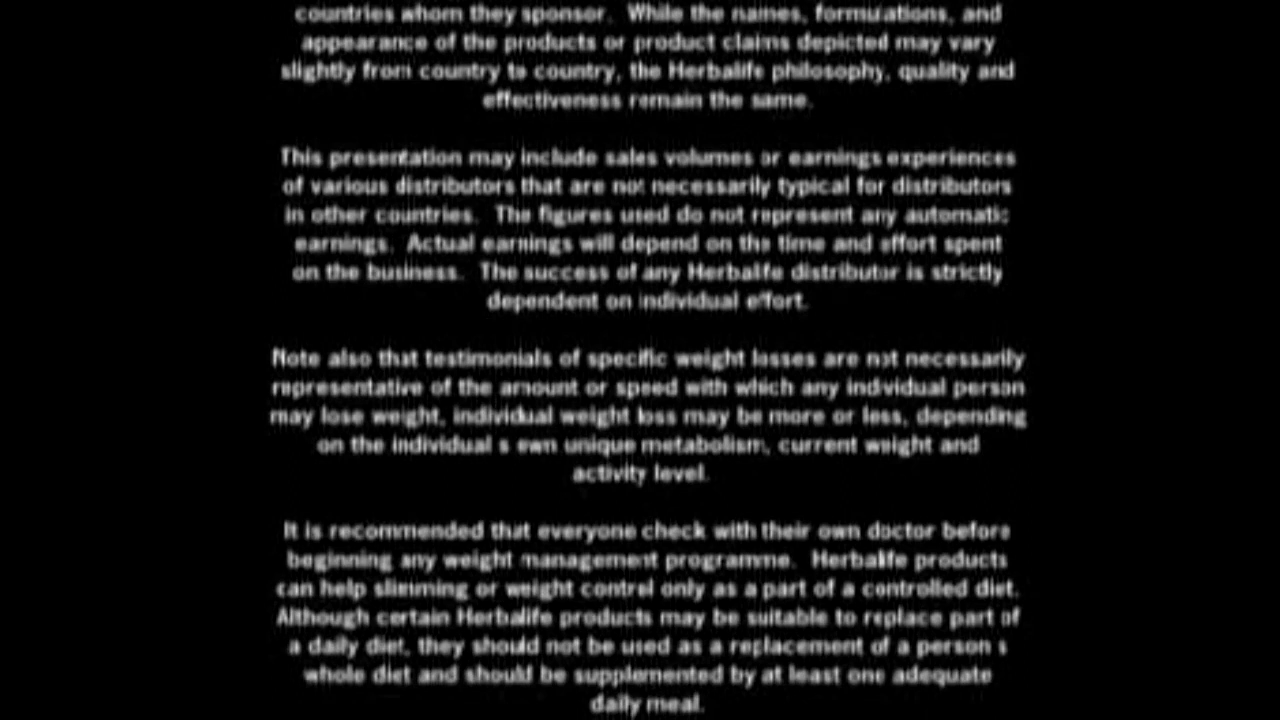 countries whom they sponsor. While the names, formulations, and
appearance of the products or product claims depicted may vary
slightly from country to country, the Herbalife philosophy, quality and
effectiveness remain the same.
This presentation may include sales volumes or earnings experiences
of various distributors that are not necessarily typical for distributors
in other countries. The figures used do not represent any automatic
earnings. Actual earnings will depend on the time and effort spent
on the business. The success of any Herbalife distributor is strictly
dependent on individual effort.
Note also that testimonials of specific weight losses are not necessarily
representative of the amount or speed with which any individual person
may lose weight, individual weight loss may be more or less, depending
on the individual s own unique metabolism, current weight and
activity level.
It is recommended that everyone check with their own doctor before
beginning any weight management programme. Herbalife products
can help slimming or weight control only as a part of a controlled diet.
Although certain Herbalife products may be suitable to replace part of
a daily diet, they should not be used as a replacement of a person s
whole diet and should be supplemented by at least one adequate
daily meal.